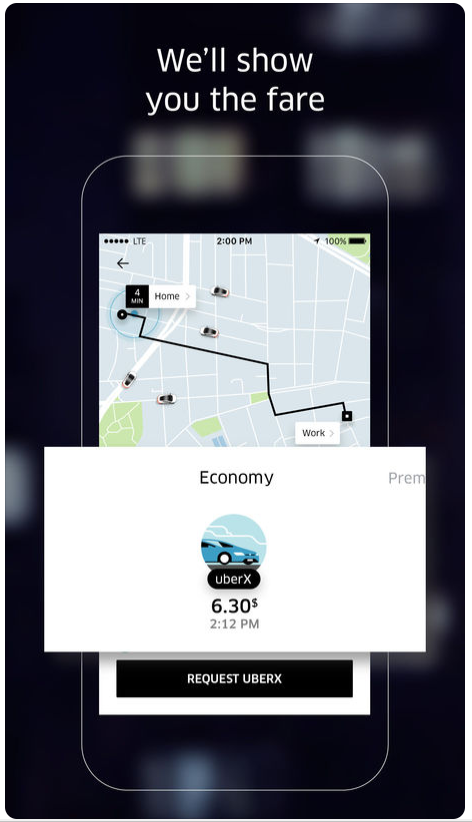 We'll show
you the fare
LTE 2:00 PM 100%
4
MIN
Home
Work
Economy Prem
uberX
6.30$
2:12 PM
REQUEST UBERX